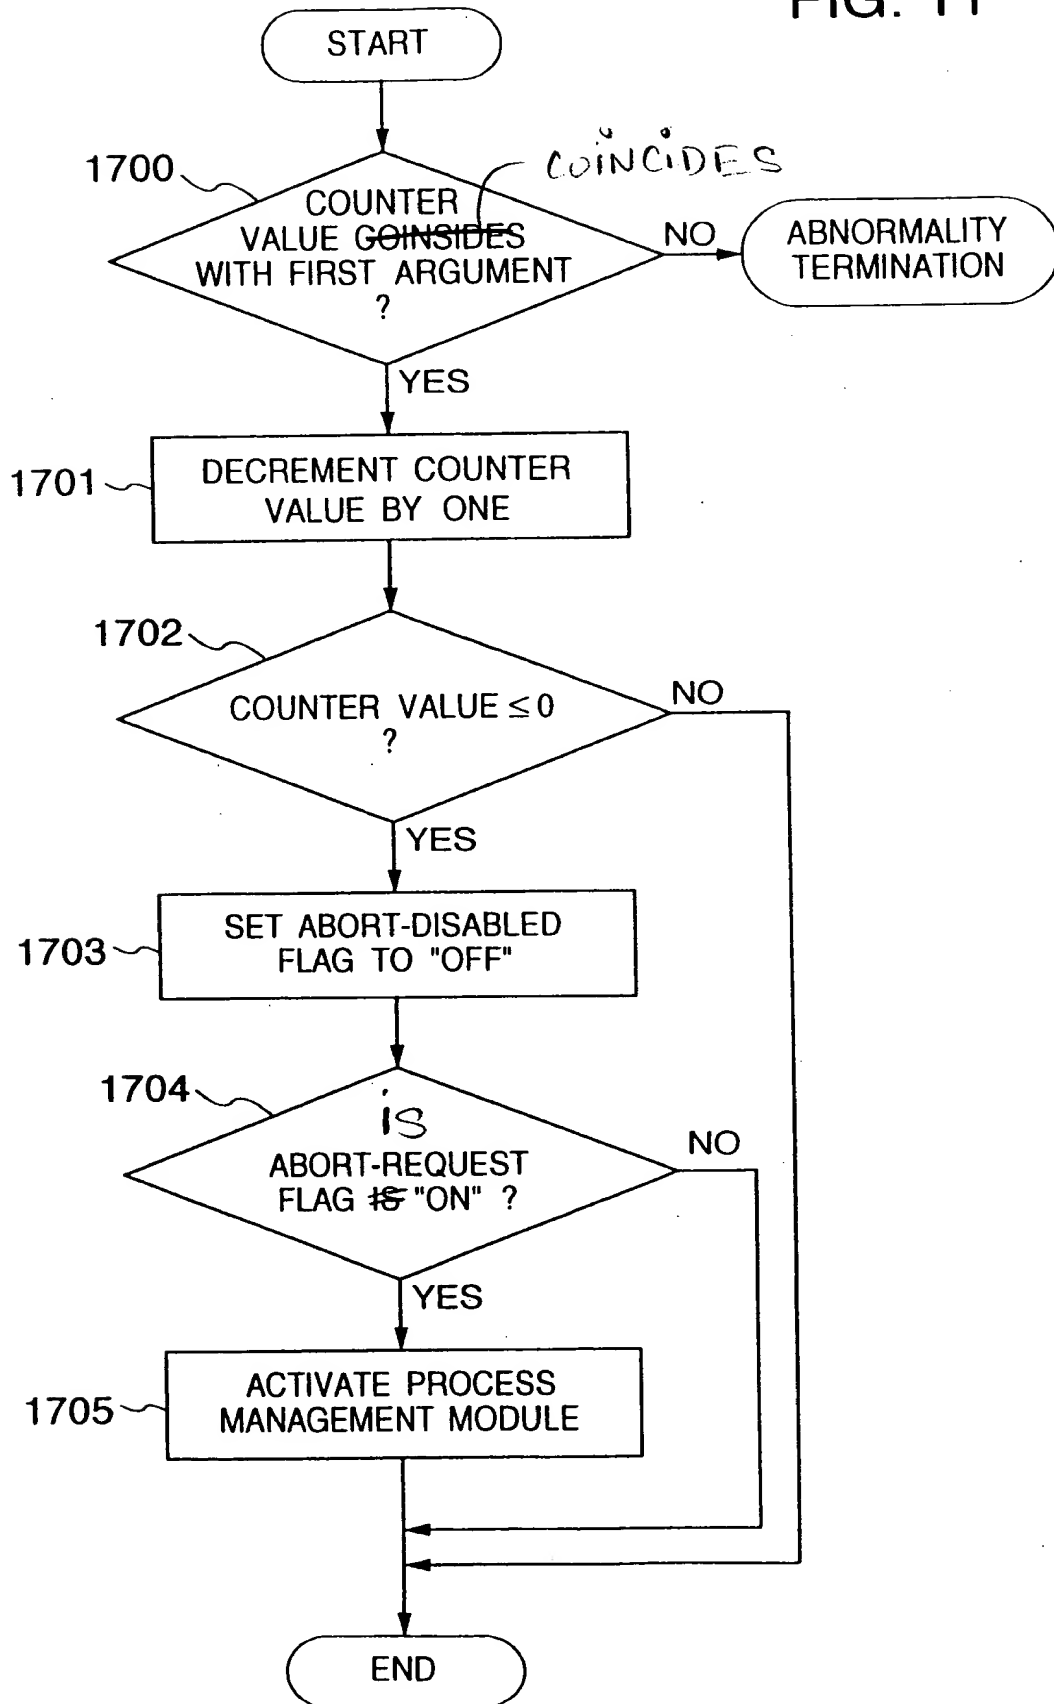 FIG. 11
START
1700
COINCIDES
COUNTER
VALUE COINSIDES
WITH FIRST ARGUMENT
?
NO
ABNORMALITY
TERMINATION
YES
1701
DECREMENT COUNTER
VALUE BY ONE
1702
COUNTER VALUE ≤ 0
?
NO
YES
1703
SET ABORT-DISABLED
FLAG TO "OFF"
1704
is
ABORT-REQUEST
FLAG IS "ON" ?
NO
YES
1705
ACTIVATE PROCESS
MANAGEMENT MODULE
END